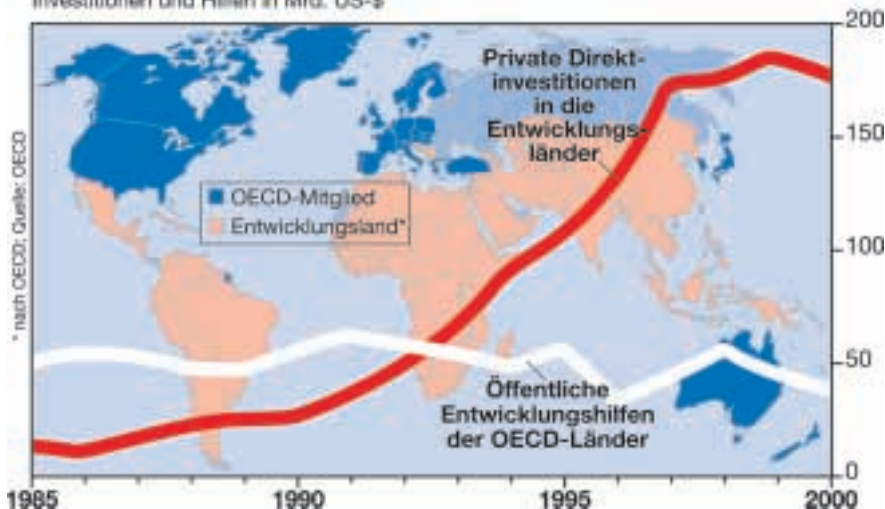 Investitionen und Hilfen in Mrd. US-$
200
Private Direkt-
investitionen
in die
Entwicklungs-
länder
150
OECD-Mitglied
Entwicklungsland*
100
50
Öffentliche
Entwicklungshilfen
der OECD-Länder
0
1985
1990
1995
2000
* nach OECD; Quelle: OECD